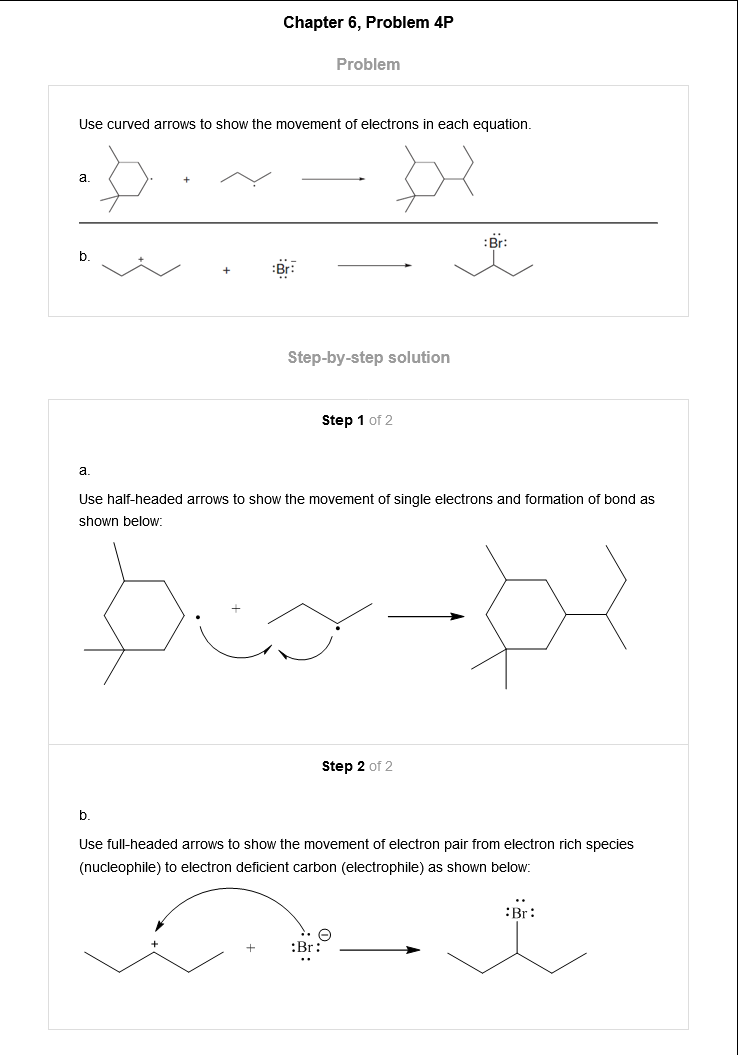 Chapter 6, Problem 4P
Problem
Use curved arrows to show the movement of electrons in each equation.
a.
+
b.
+
+
:Br:⁻
:Br:
Step-by-step solution
Step 1 of 2
a.
Use half-headed arrows to show the movement of single electrons and formation of bond as
shown below:
+
Step 2 of 2
b.
Use full-headed arrows to show the movement of electron pair from electron rich species
(nucleophile) to electron deficient carbon (electrophile) as shown below:
:Br:
+
+
:Br: ⊖